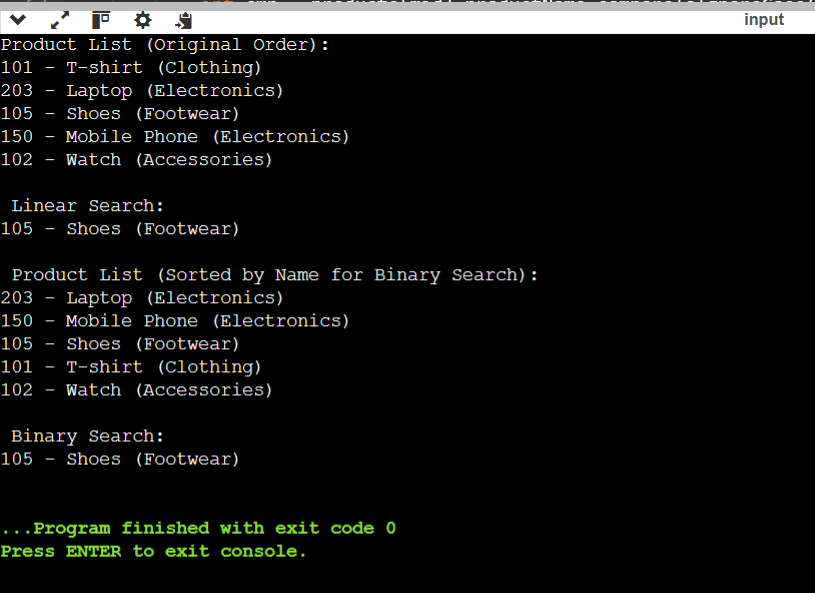 input
Product List (Original Order):
101 - T-shirt (Clothing)
203 - Laptop (Electronics)
105 - Shoes (Footwear)
150 - Mobile Phone (Electronics)
102 - Watch (Accessories)
Linear Search:
105 - Shoes (Footwear)
Product List (Sorted by Name for Binary Search):
203 - Laptop (Electronics)
150 - Mobile Phone (Electronics)
105 - Shoes (Footwear)
101 - T-shirt (Clothing)
102 - Watch (Accessories)
Binary Search:
105 - Shoes (Footwear)
...Program finished with exit code 0
Press ENTER to exit console.